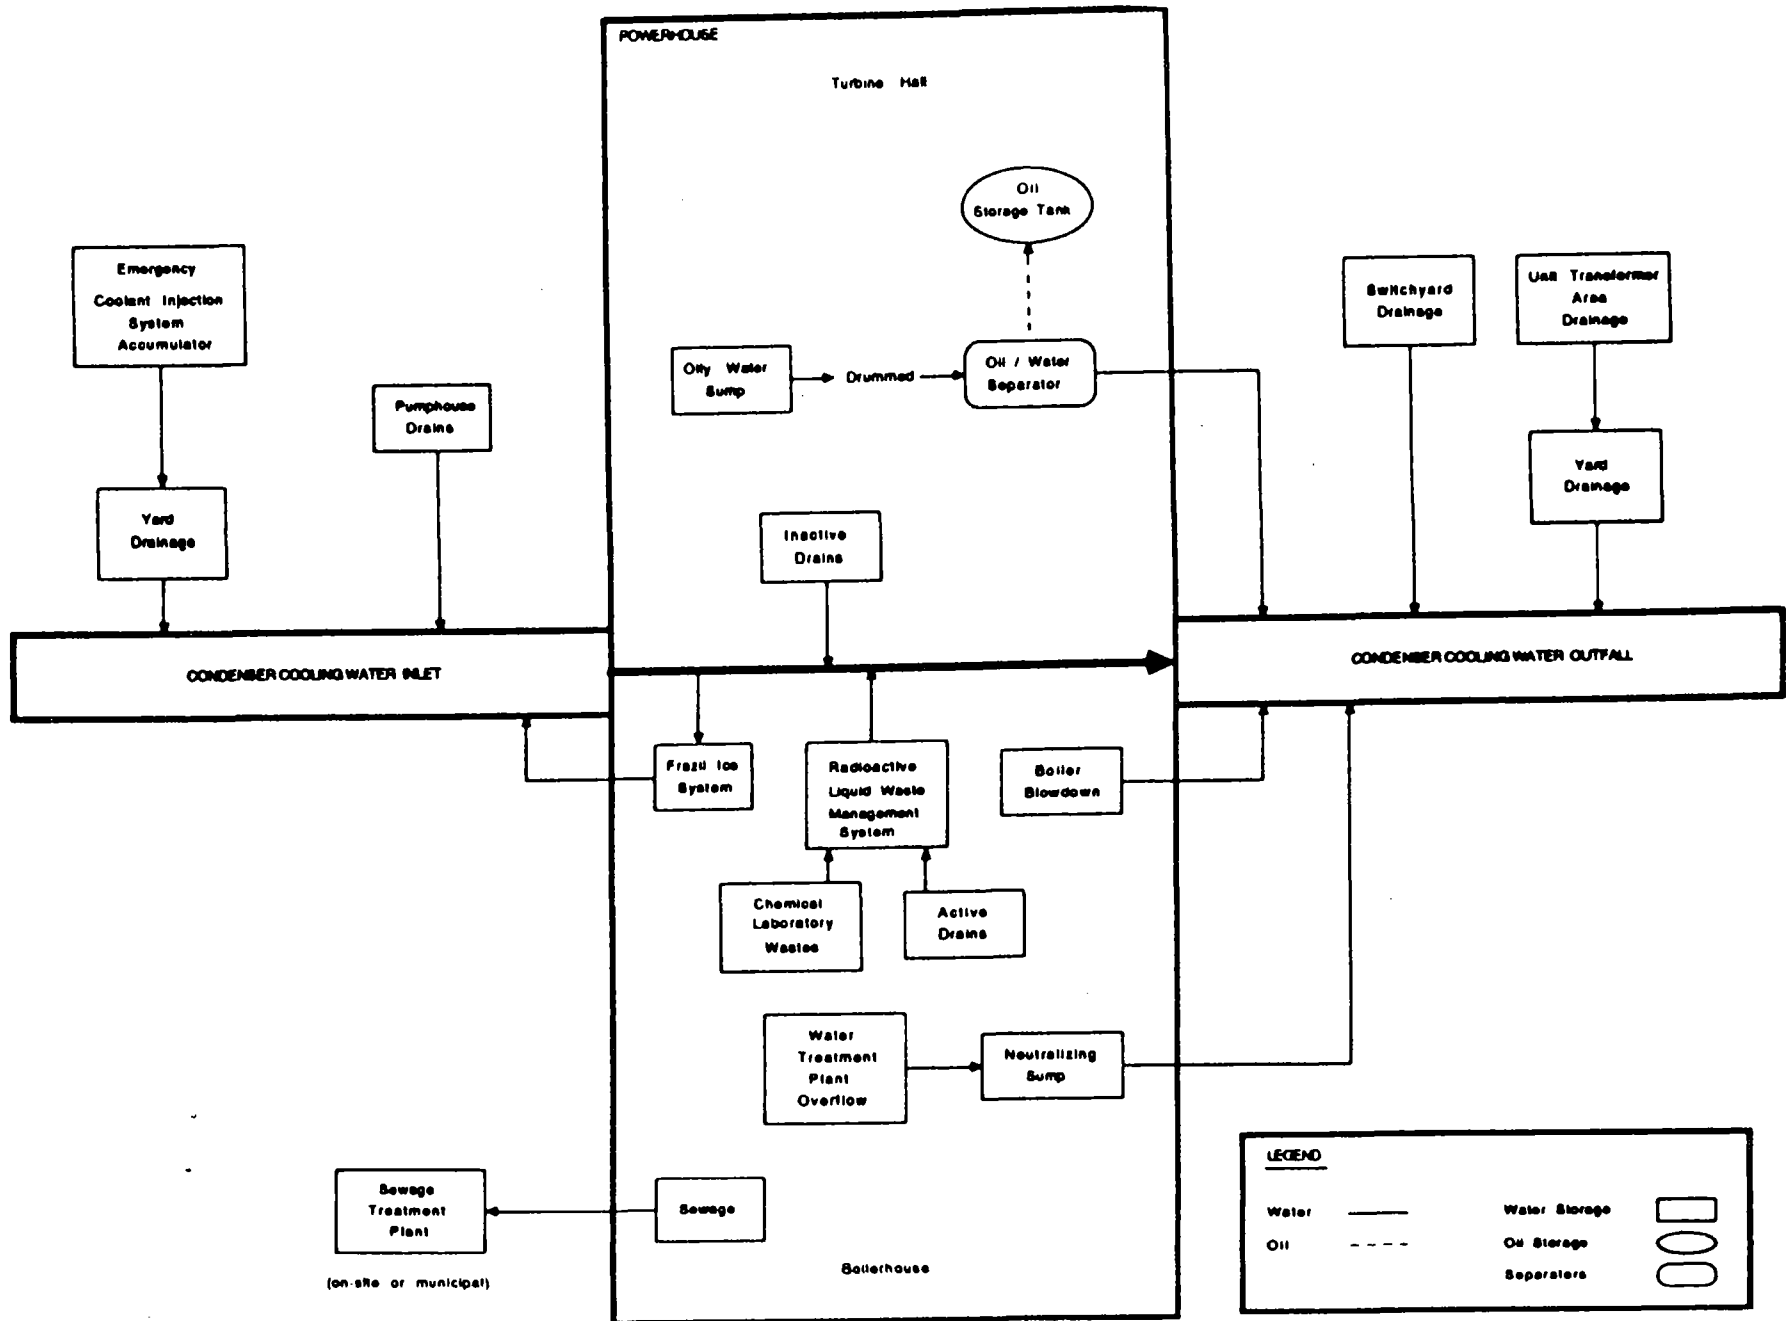 POWERHOUSE
Turbine Hall
Oil
Storage Tank
Emergency
Coolant Injection
System
Accumulator
Switchyard
Drainage
Unit Transformer
Area
Drainage
Pumphouse
Drains
Oily Water
Sump
Drummed
Oil / Water
Separator
Yard
Drainage
Yard
Drainage
Inactive
Drains
CONDENSER COOLING WATER INLET
CONDENSER COOLING WATER OUTFALL
Frazil Ice
System
Radioactive
Liquid Waste
Management
System
Boiler
Blowdown
Chemical
Laboratory
Wastes
Active
Drains
Water
Treatment
Plant
Overflow
Neutralizing
Sump
Sewage
Treatment
Plant
(on-site or municipal)
Sewage
Boilerhouse
LEGEND
Water
Oil
Water Storage
Oil Storage
Separators